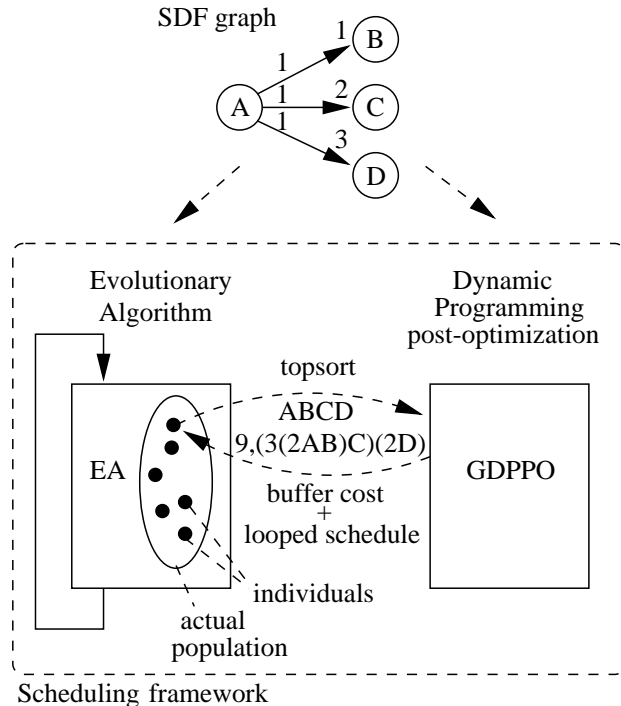 SDF graph
B
1
1
A
1
2
C
1
3
D
Evolutionary
Algorithm
Dynamic
Programming
post-optimization
topsort
ABCD
9,(3(2AB)C)(2D)
EA
GDPPO
buffer cost
+
looped schedule
individuals
actual
population
Scheduling framework